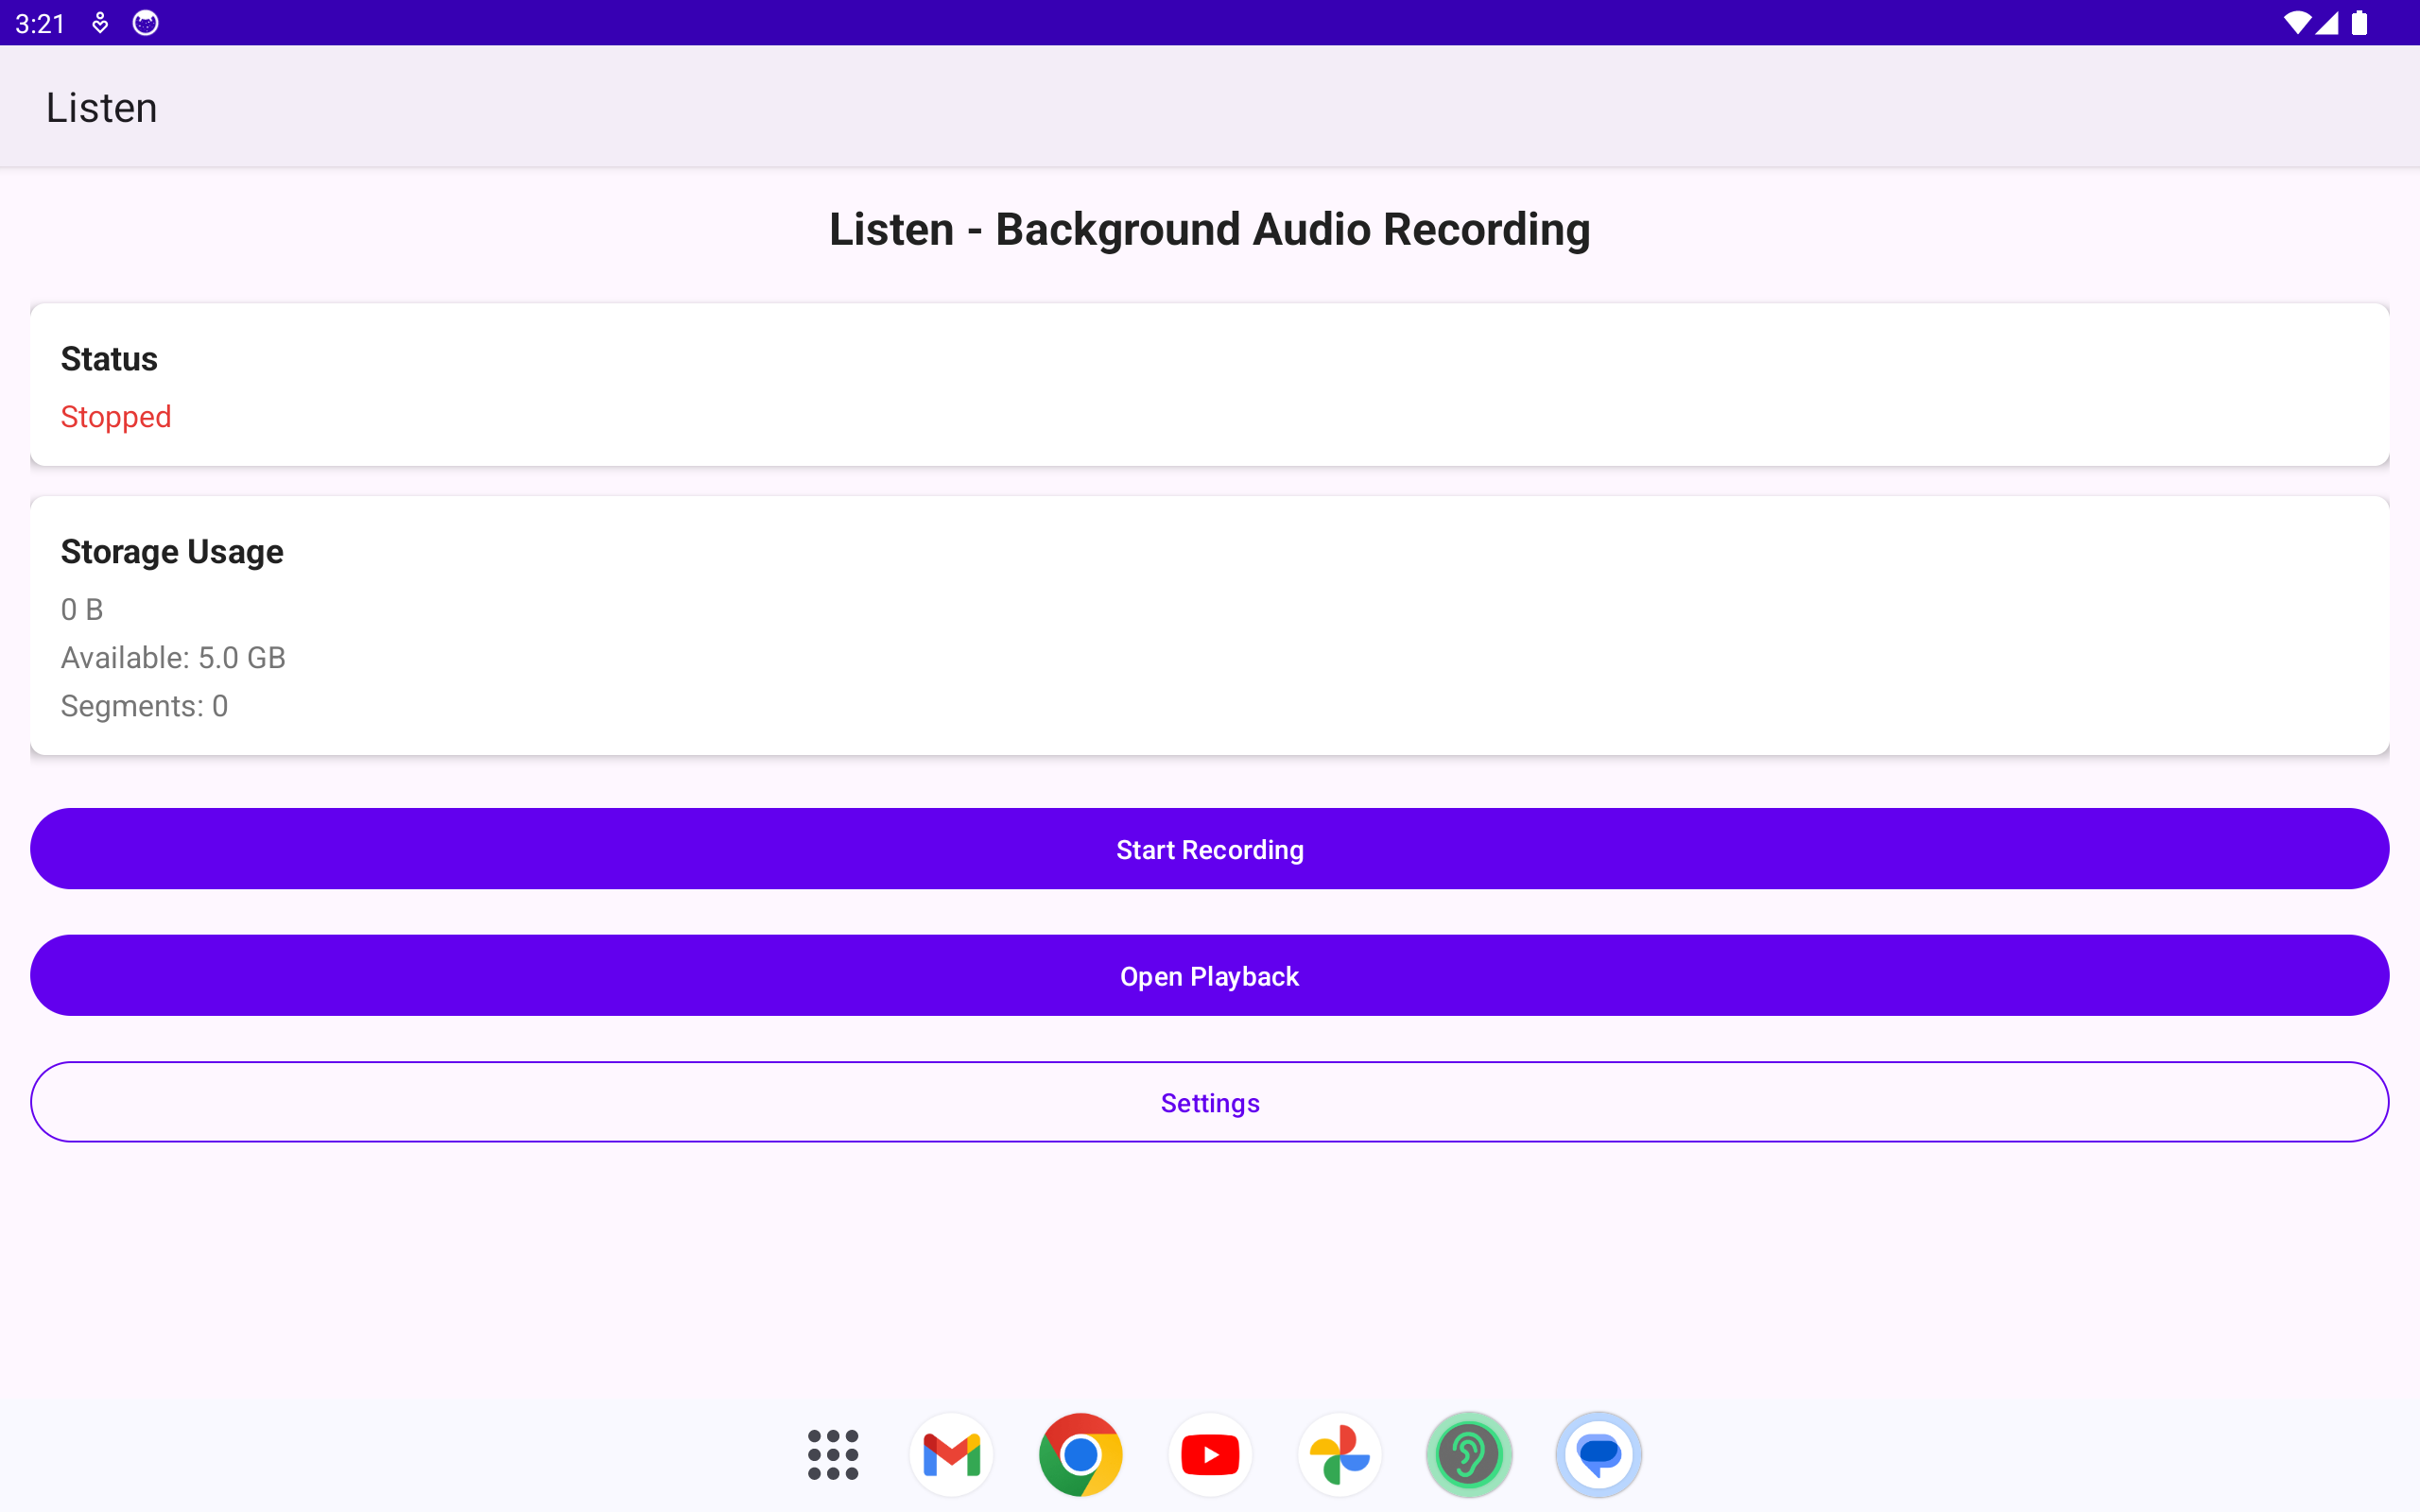 3:21
Listen
Listen - Background Audio Recording
Status
Stopped
Storage Usage
0 B
Available: 5.0 GB
Segments: 0
Start Recording
Open Playback
Settings